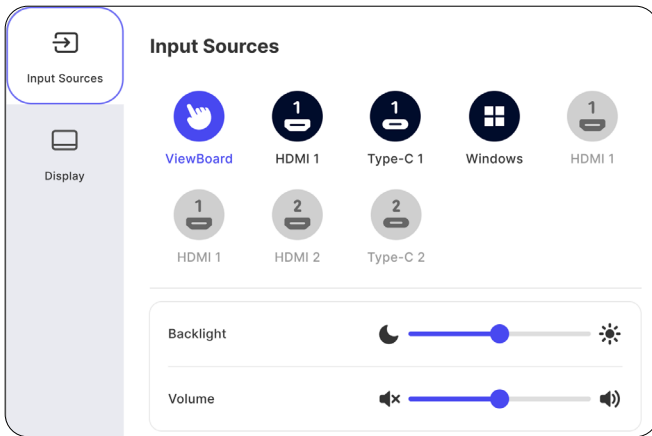 Input Sources
Input Sources
Display
1
1
1
ViewBoard
HDMI 1
Type-C 1
Windows
HDMI 1
1
2
2
HDMI 1
HDMI 2
Type-C 2
Backlight
Volume